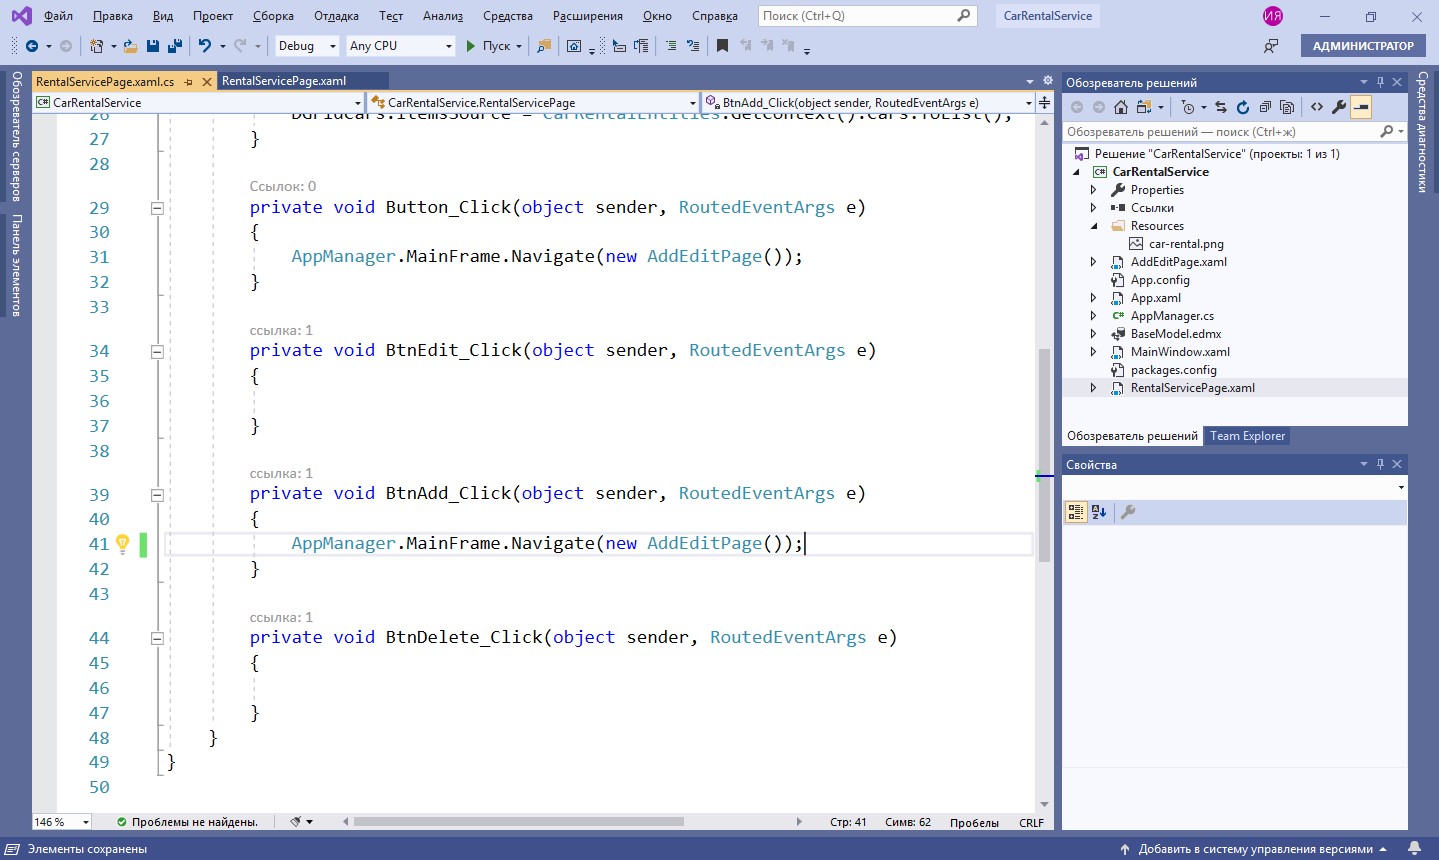 Файл Правка Вид Проект Сборка Отладка Тест Анализ Средства Расширения Окно Справка Поиск (Ctrl+Q) CarRentalService ИЯ
Debug Any CPU Пуск АДМИНИСТРАТОР
Обозреватель серверов
Панель элементов
RentalServicePage.xaml.cs RentalServicePage.xaml
CarRentalService CarRentalService.RentalServicePage BtnAdd_Click(object sender, RoutedEventArgs e)
26 DGridCars.ItemsSource = CarRentalEntities.GetContext().Cars.ToList();
27 }
28
Ссылок: 0
29 private void Button_Click(object sender, RoutedEventArgs e)
30 {
31 AppManager.MainFrame.Navigate(new AddEditPage());
32 }
33
ссылка: 1
34 private void BtnEdit_Click(object sender, RoutedEventArgs e)
35 {
36
37 }
38
ссылка: 1
39 private void BtnAdd_Click(object sender, RoutedEventArgs e)
40 {
41 AppManager.MainFrame.Navigate(new AddEditPage());
42 }
43
ссылка: 1
44 private void BtnDelete_Click(object sender, RoutedEventArgs e)
45 {
46
47 }
48 }
49 }
50
146 % Проблемы не найдены. Стр: 41 Симв: 62 Пробелы CRLF
Обозреватель решений
Обозреватель решений — поиск (Ctrl+ж)
Решение "CarRentalService" (проекты: 1 из 1)
CarRentalService
Properties
Ссылки
Resources
car-rental.png
AddEditPage.xaml
App.config
App.xaml
AppManager.cs
BaseModel.edmx
MainWindow.xaml
packages.config
RentalServicePage.xaml
Обозреватель решений Team Explorer
Свойства
Средства диагностики
Элементы сохранены Добавить в систему управления версиями